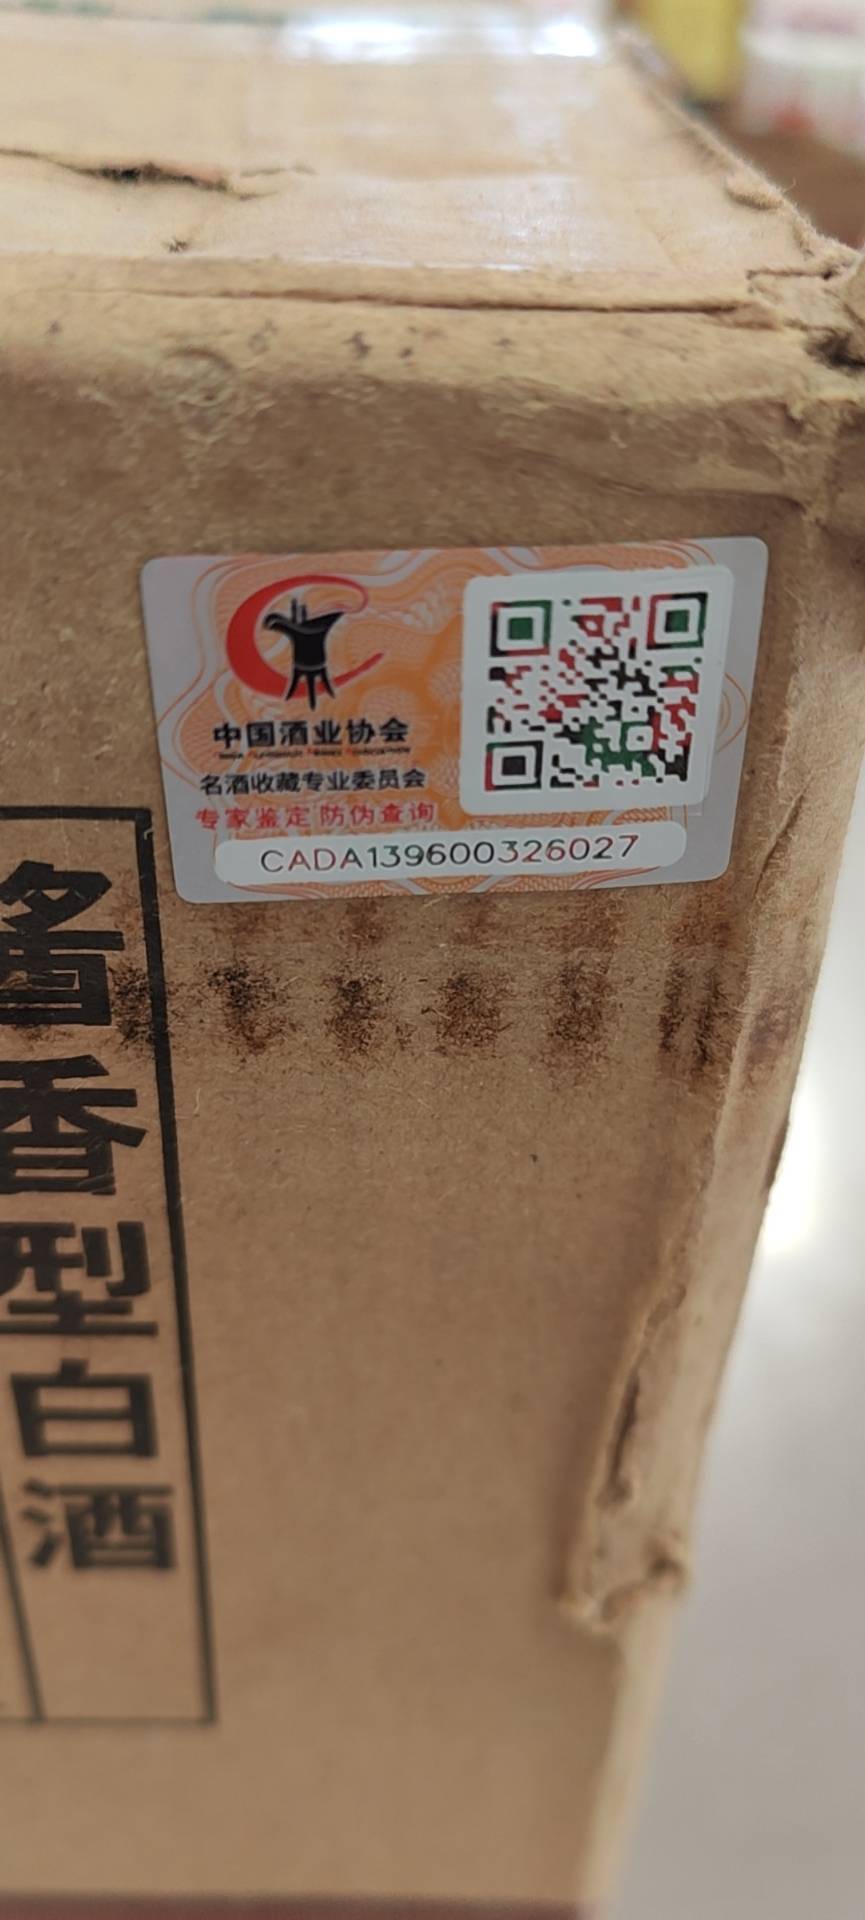 中国酒业协会
名酒收藏专业委员会
专家鉴定 防伪查询
CADA139600326027
酱香型白酒